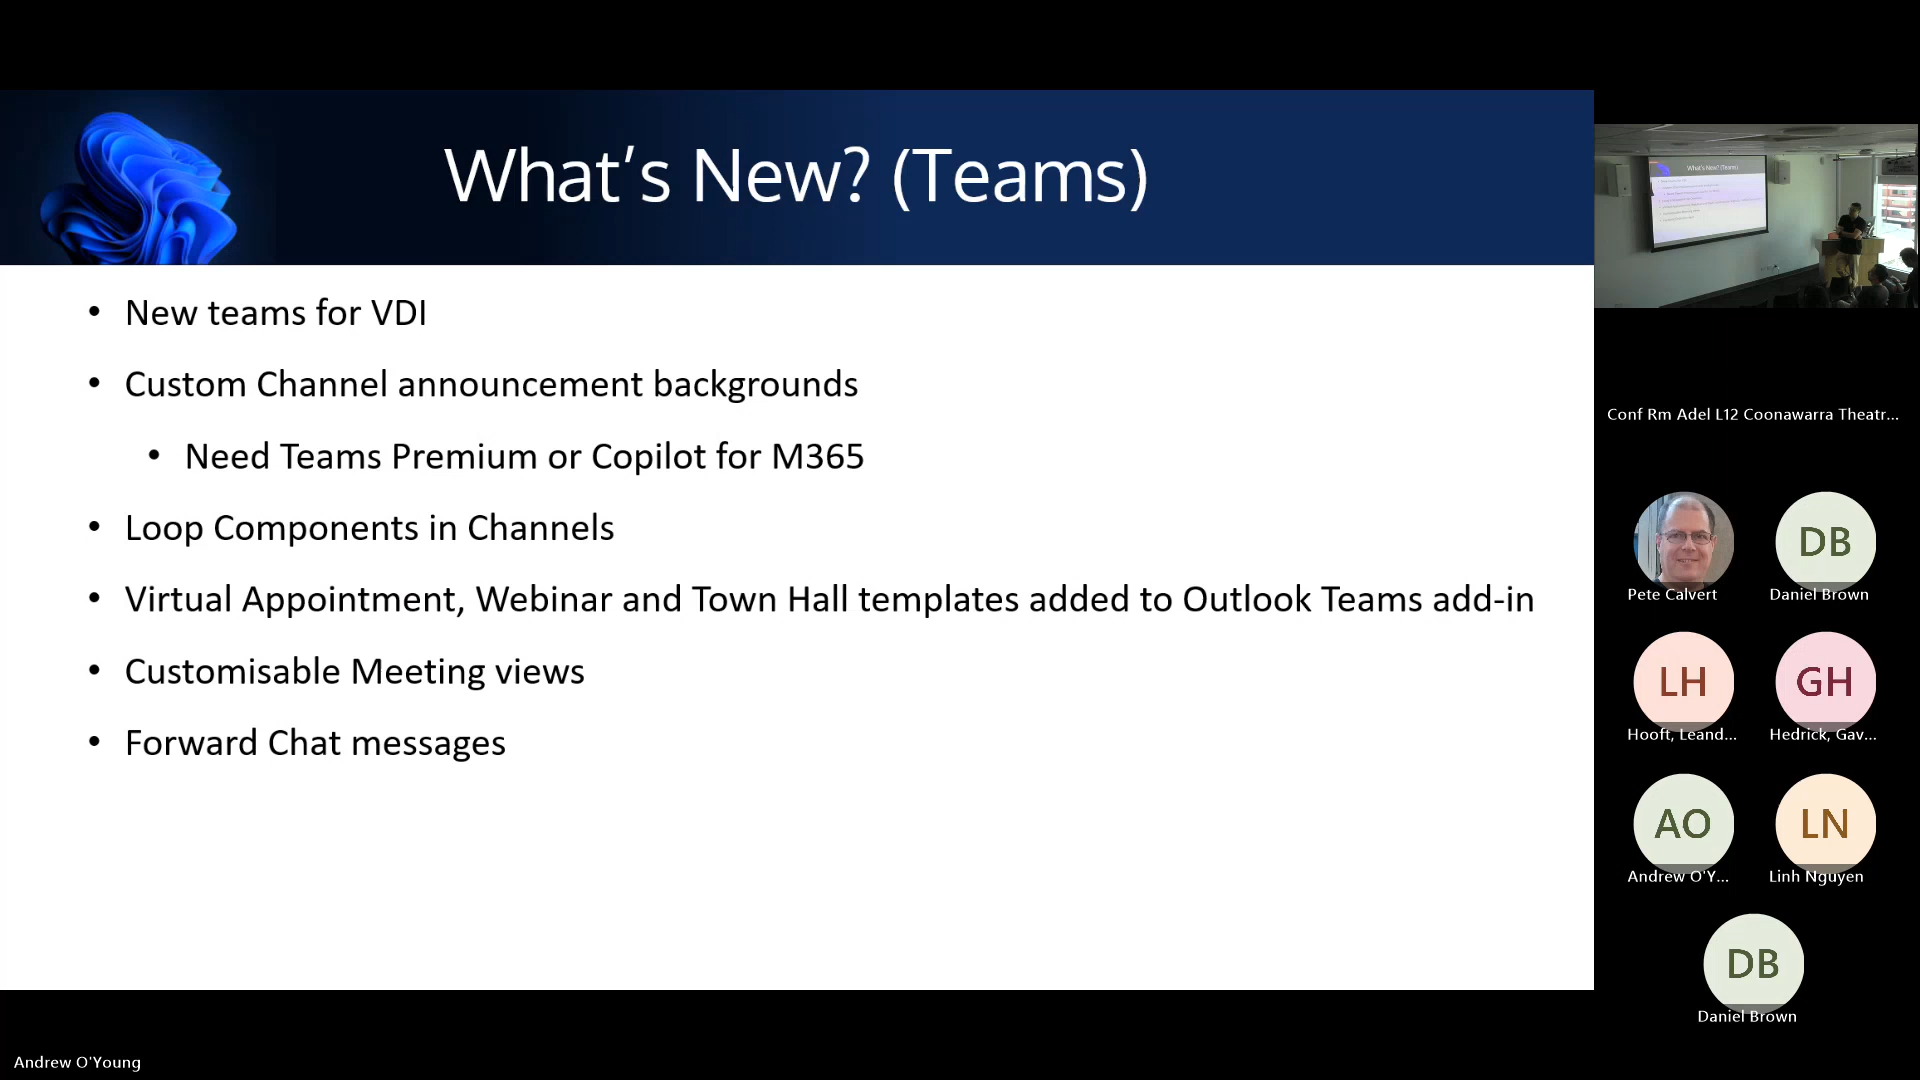 What's New? (Teams)
• New teams for VDI
• Custom Channel announcement backgrounds
• Need Teams Premium or Copilot for M365
• Loop Components in Channels
• Virtual Appointment, Webinar and Town Hall templates added to Outlook Teams add-in
• Customisable Meeting views
• Forward Chat messages
What's New? (Teams)
Conf Rm Adel L12 Coonawarra Theatr...
Pete Calvert
DB
Daniel Brown
LH
Hooft, Leand...
GH
Hedrick, Gav...
AO
Andrew O'Y...
LN
Linh Nguyen
DB
Daniel Brown
Andrew O'Young